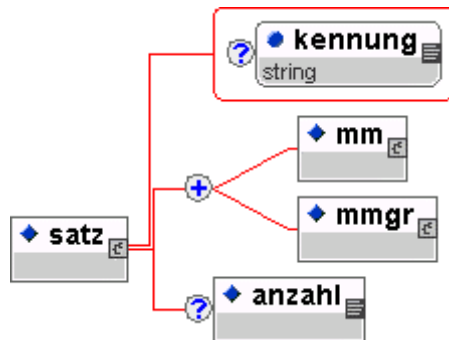 kennung
string
mm
mmgr
satz
anzahl